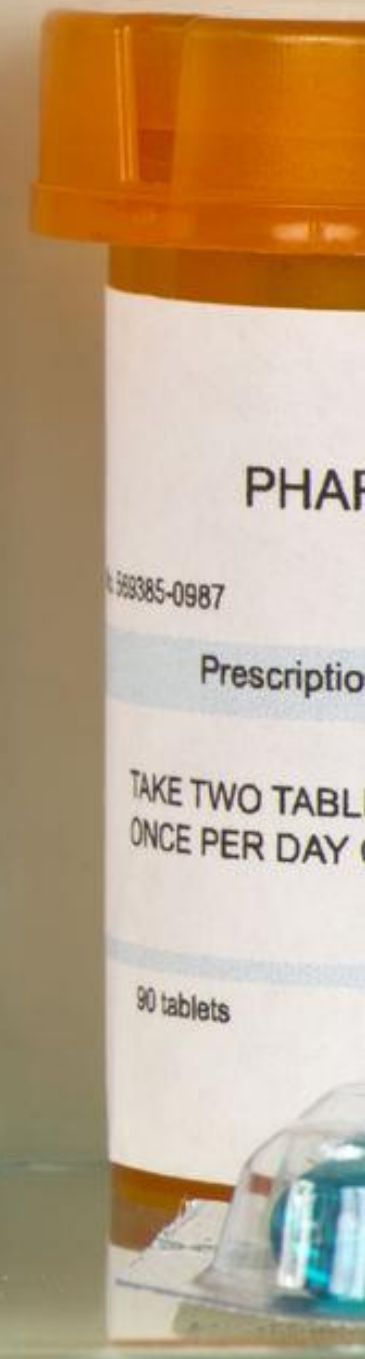 PHAR
: 569385-0987
Prescriptio
TAKE TWO TABL
ONCE PER DAY
90 tablets